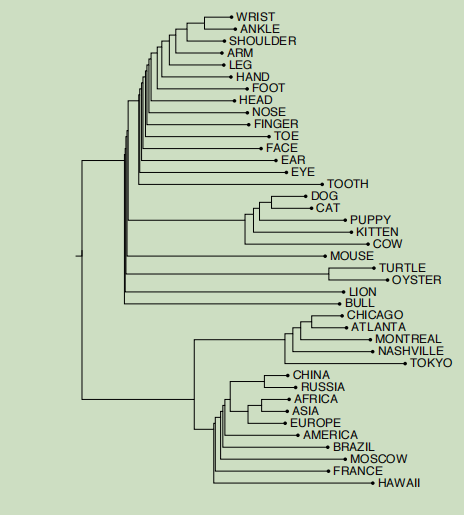 WRIST
ANKLE
SHOULDER
ARM
LEG
HAND
FOOT
HEAD
NOSE
FINGER
TOE
FACE
EAR
EYE
TOOTH
DOG
CAT
PUPPY
KITTEN
COW
MOUSE
TURTLE
OYSTER
LION
BULL
CHICAGO
ATLANTA
MONTREAL
NASHVILLE
TOKYO
CHINA
RUSSIA
AFRICA
ASIA
EUROPE
AMERICA
BRAZIL
MOSCOW
FRANCE
HAWAII